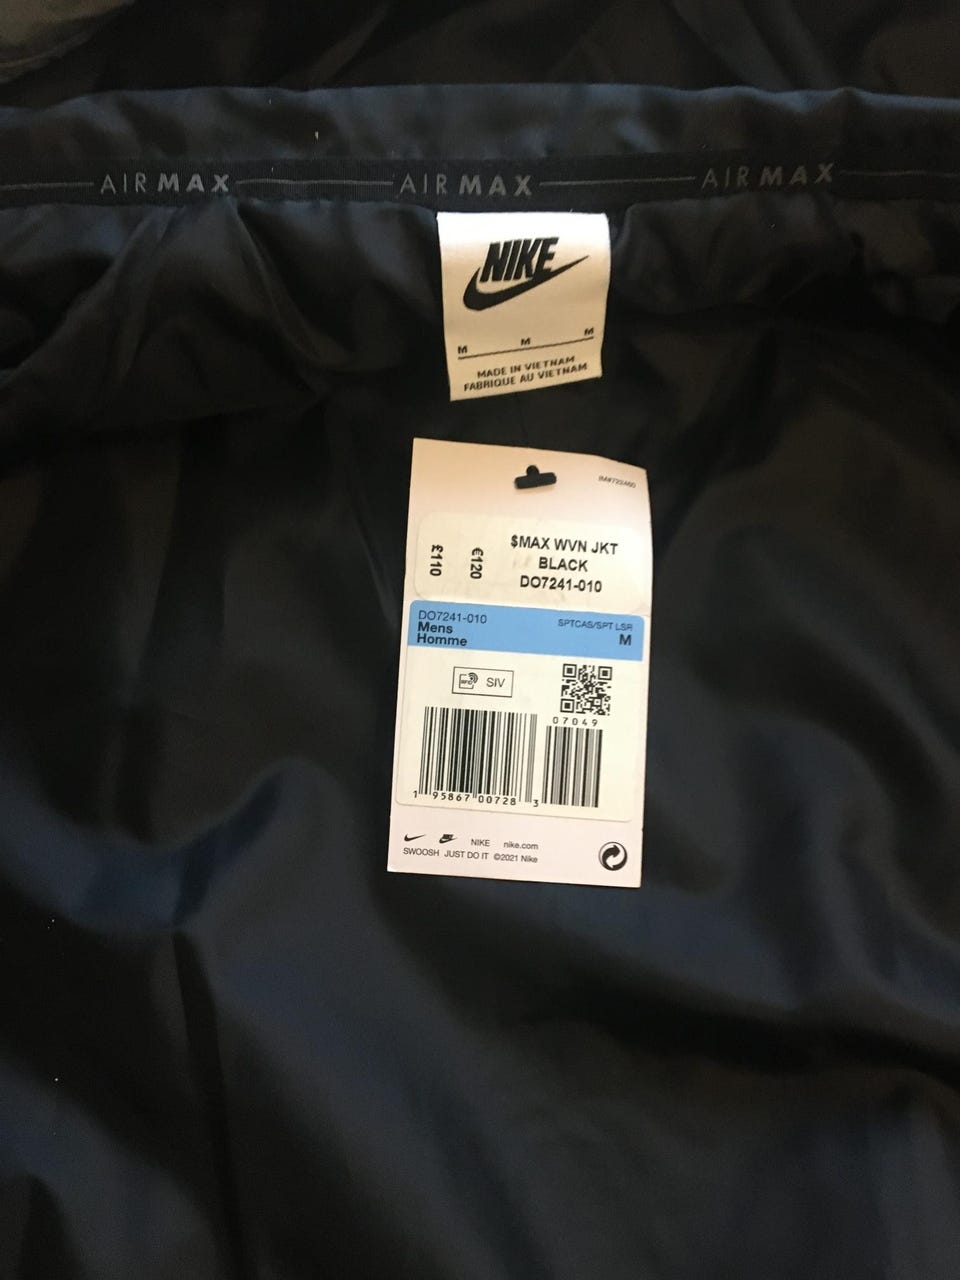 AIR MAX AIR MAX AIR MAX
NIKE
M M M
MADE IN VIETNAM
FABRIQUE AU VIETNAM
IM#722460
$MAX WVN JKT
BLACK
DO7241-010
€120
£110
DO7241-010 SPTCAS/SPT LSR
Mens M
Homme
SIV
07049
1 95867 00728 3
NIKE nike.com
SWOOSH JUST DO IT ©2021 Nike